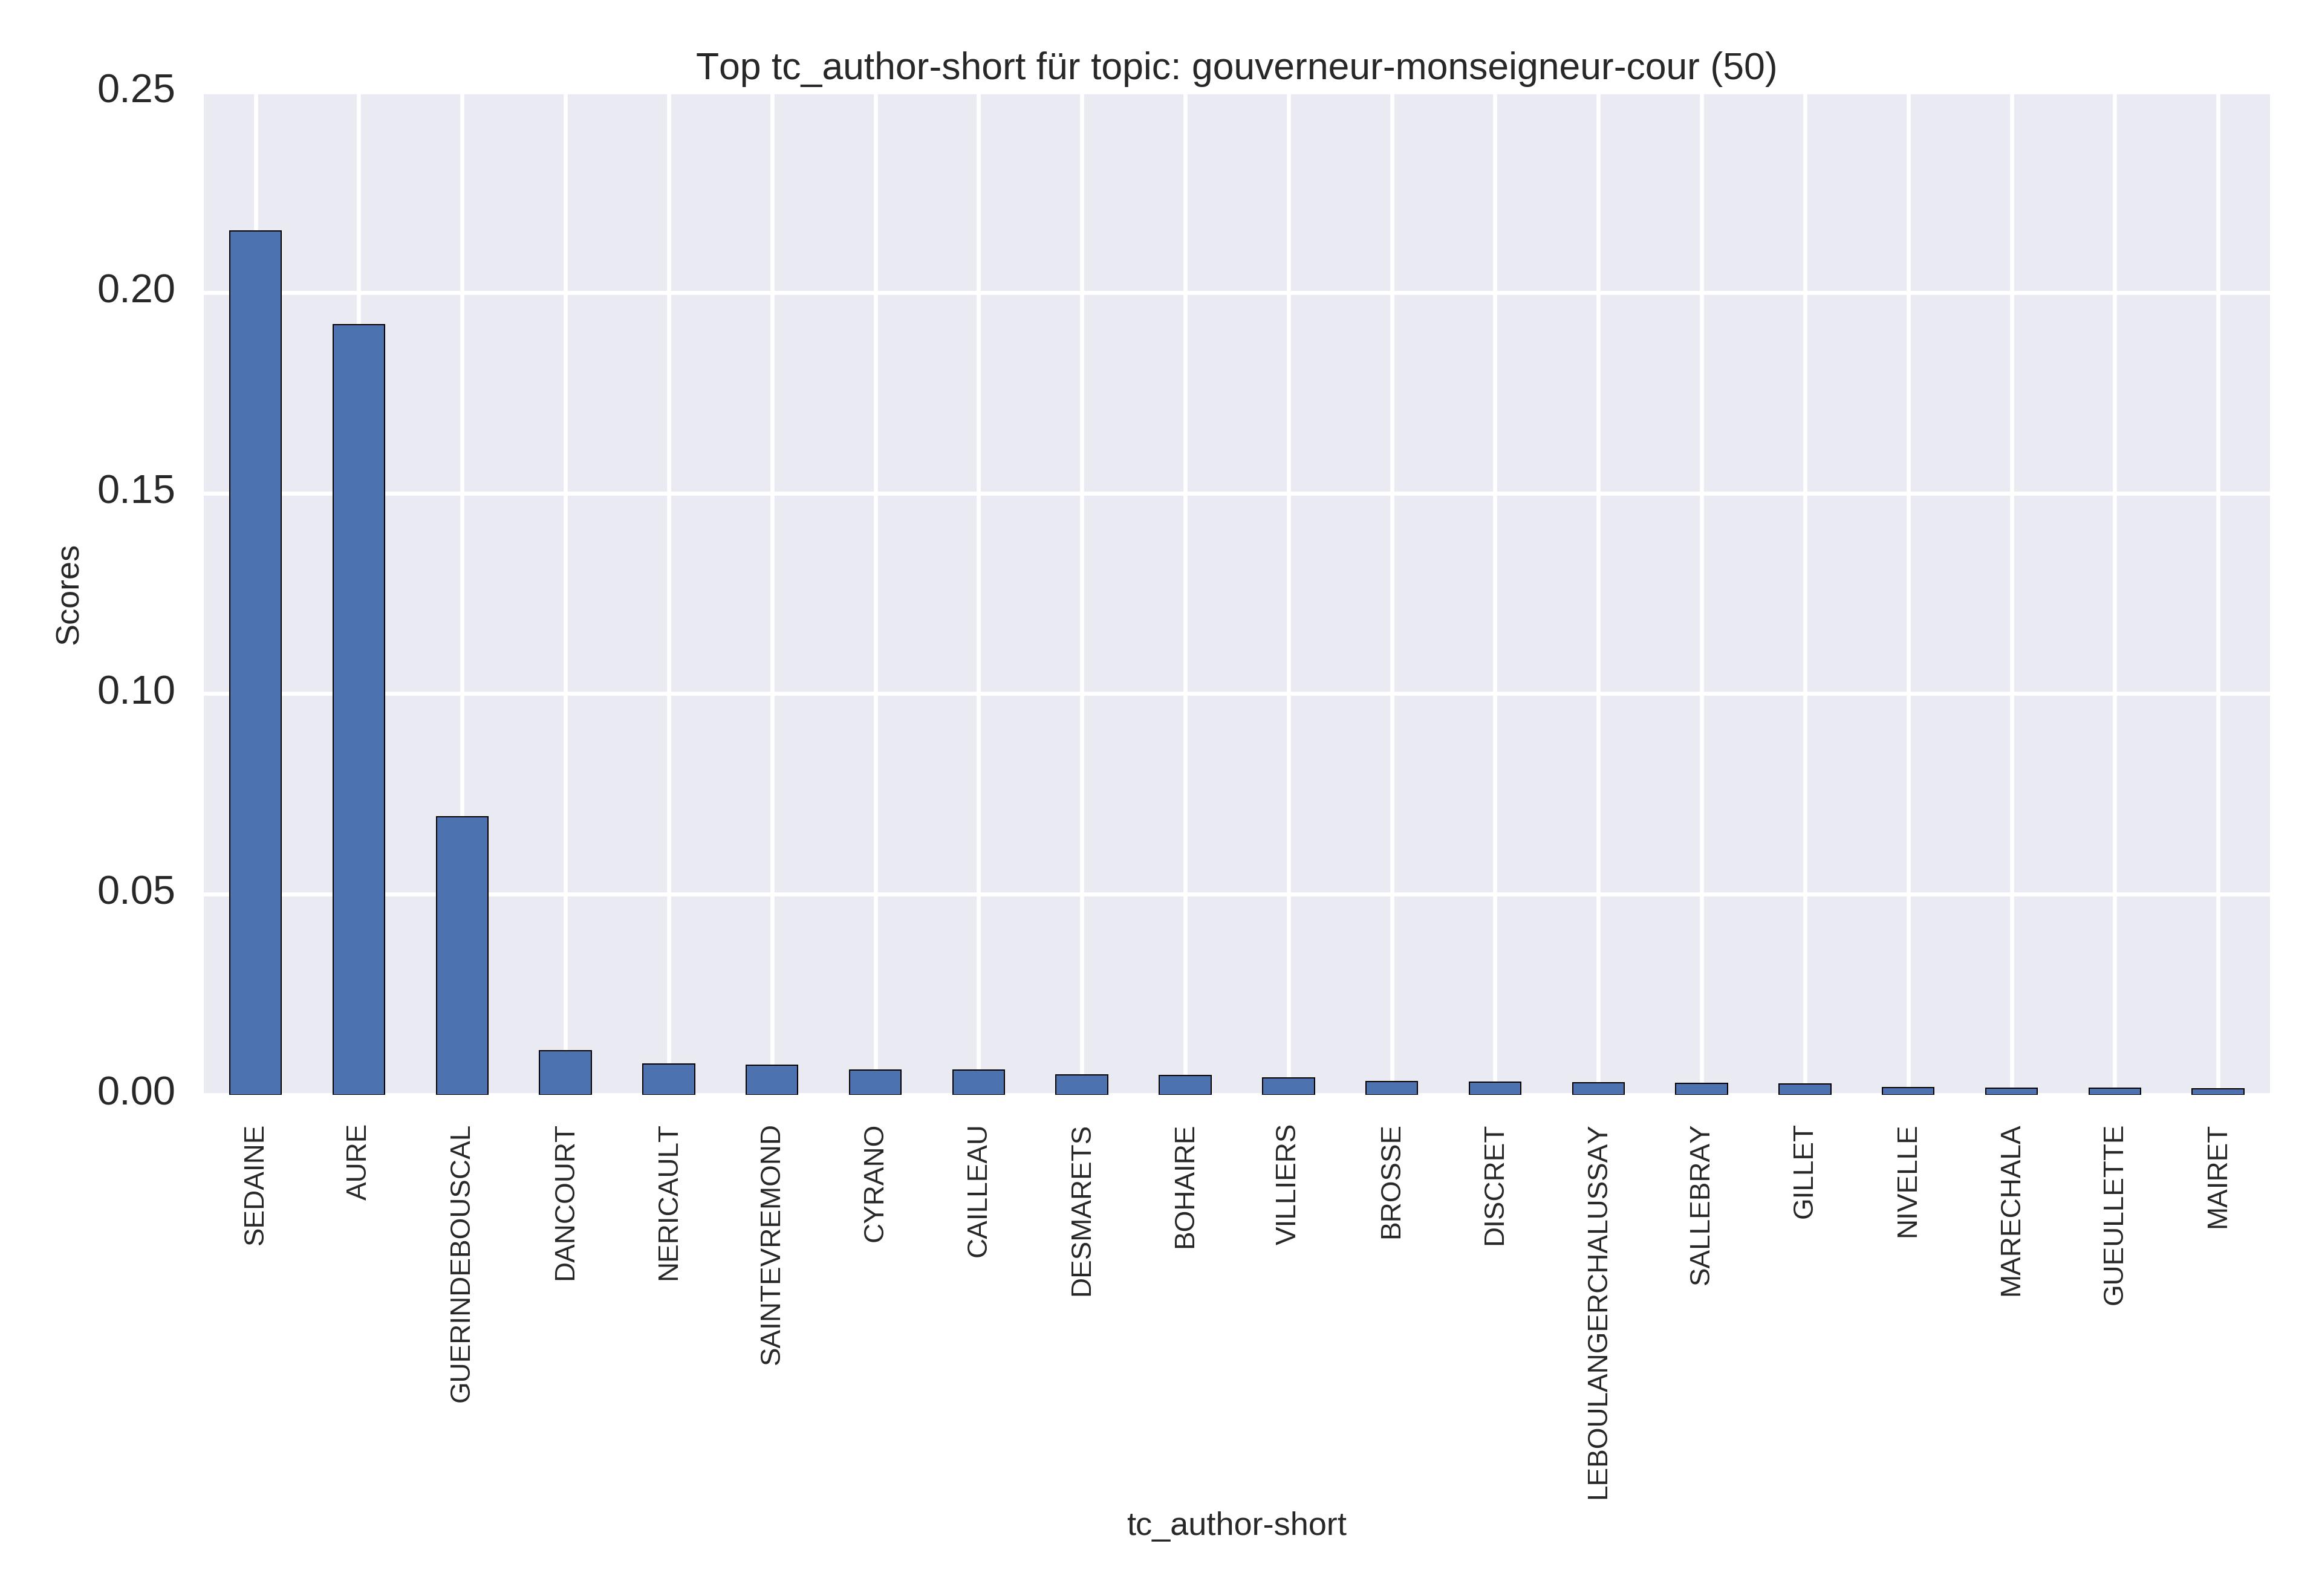 Top tc_author-short für topic: gouverneur-monseigneur-cour (50)
0.25
0.20
0.15
0.10
0.05
0.00
Scores
SEDAINE
AURE
GUERINDEBOUSCAL
DANCOURT
NERICAULT
SAINTEVREMOND
CYRANO
CAILLEAU
DESMARETS
BOHAIRE
VILLIERS
BROSSE
DISCRET
LEBOULANGERCHALUSSAY
SALLEBRAY
GILLET
NIVELLE
MARECHALA
GUEULLETTE
MAIRET
tc_author-short